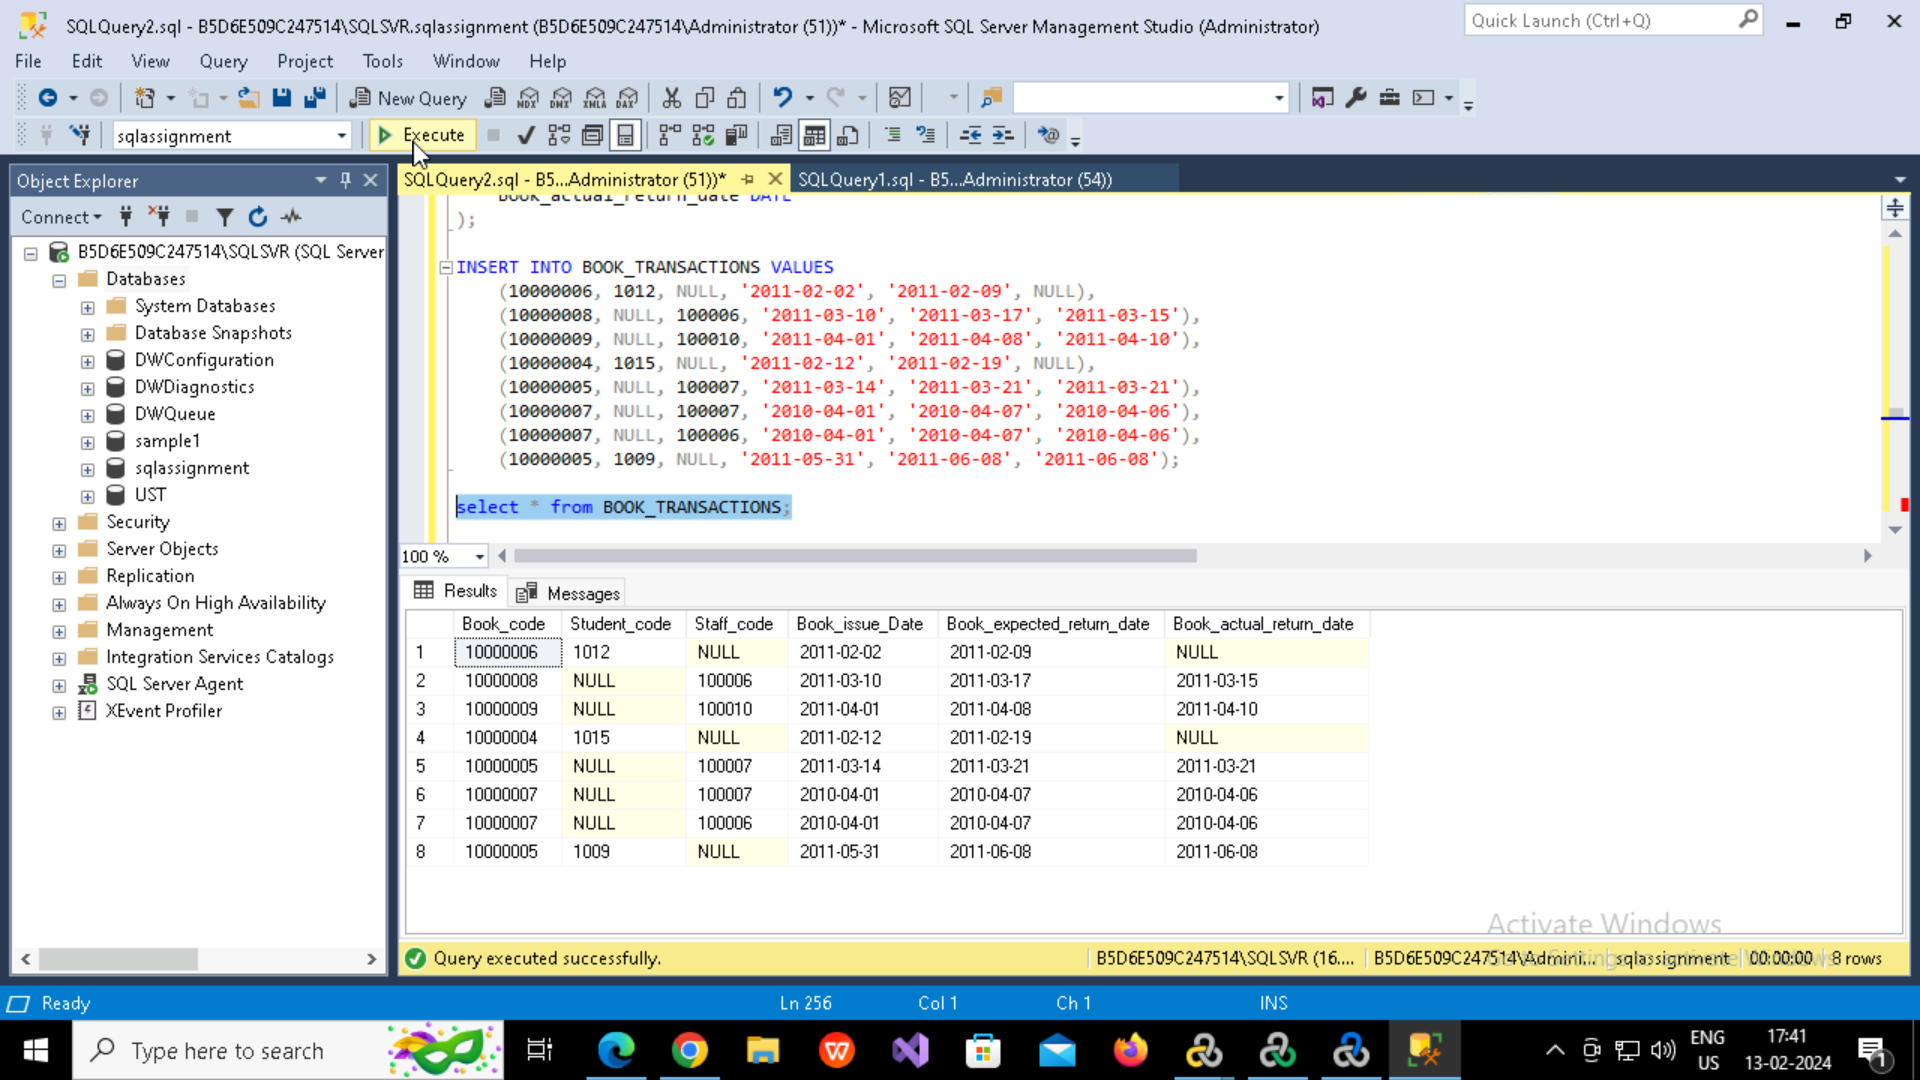 SQLQuery2.sql - B5D6E509C247514\SQLSVR.sqlassignment (B5D6E509C247514\Administrator (51))* - Microsoft SQL Server Management Studio (Administrator)
Quick Launch (Ctrl+Q)
File Edit View Query Project Tools Window Help
New Query MDX DMX XMLA DAX
sqlassignment Execute
Object Explorer
SQLQuery2.sql - B5...Administrator (51))* SQLQuery1.sql - B5...Administrator (54))
Connect
B5D6E509C247514\SQLSVR (SQL Server
Databases
System Databases
Database Snapshots
DWConfiguration
DWDiagnostics
DWQueue
sample1
sqlassignment
UST
Security
Server Objects
Replication
Always On High Availability
Management
Integration Services Catalogs
SQL Server Agent
XEvent Profiler
Book_actual_return_date DATE
);
INSERT INTO BOOK_TRANSACTIONS VALUES
(10000006, 1012, NULL, '2011-02-02', '2011-02-09', NULL),
(10000008, NULL, 100006, '2011-03-10', '2011-03-17', '2011-03-15'),
(10000009, NULL, 100010, '2011-04-01', '2011-04-08', '2011-04-10'),
(10000004, 1015, NULL, '2011-02-12', '2011-02-19', NULL),
(10000005, NULL, 100007, '2011-03-14', '2011-03-21', '2011-03-21'),
(10000007, NULL, 100007, '2010-04-01', '2010-04-07', '2010-04-06'),
(10000007, NULL, 100006, '2010-04-01', '2010-04-07', '2010-04-06'),
(10000005, 1009, NULL, '2011-05-31', '2011-06-08', '2011-06-08');
select * from BOOK_TRANSACTIONS;
100 %
Results Messages
Book_code Student_code Staff_code Book_issue_Date Book_expected_return_date Book_actual_return_date
1 10000006 1012 NULL 2011-02-02 2011-02-09 NULL
2 10000008 NULL 100006 2011-03-10 2011-03-17 2011-03-15
3 10000009 NULL 100010 2011-04-01 2011-04-08 2011-04-10
4 10000004 1015 NULL 2011-02-12 2011-02-19 NULL
5 10000005 NULL 100007 2011-03-14 2011-03-21 2011-03-21
6 10000007 NULL 100007 2010-04-01 2010-04-07 2010-04-06
7 10000007 NULL 100006 2010-04-01 2010-04-07 2010-04-06
8 10000005 1009 NULL 2011-05-31 2011-06-08 2011-06-08
Activate Windows
Query executed successfully. B5D6E509C247514\SQLSVR (16.... B5D6E509C247514\Admini... sqlassignment 00:00:00 8 rows
Ready Ln 256 Col 1 Ch 1 INS
Type here to search
ENG 17:41
US 13-02-2024 1